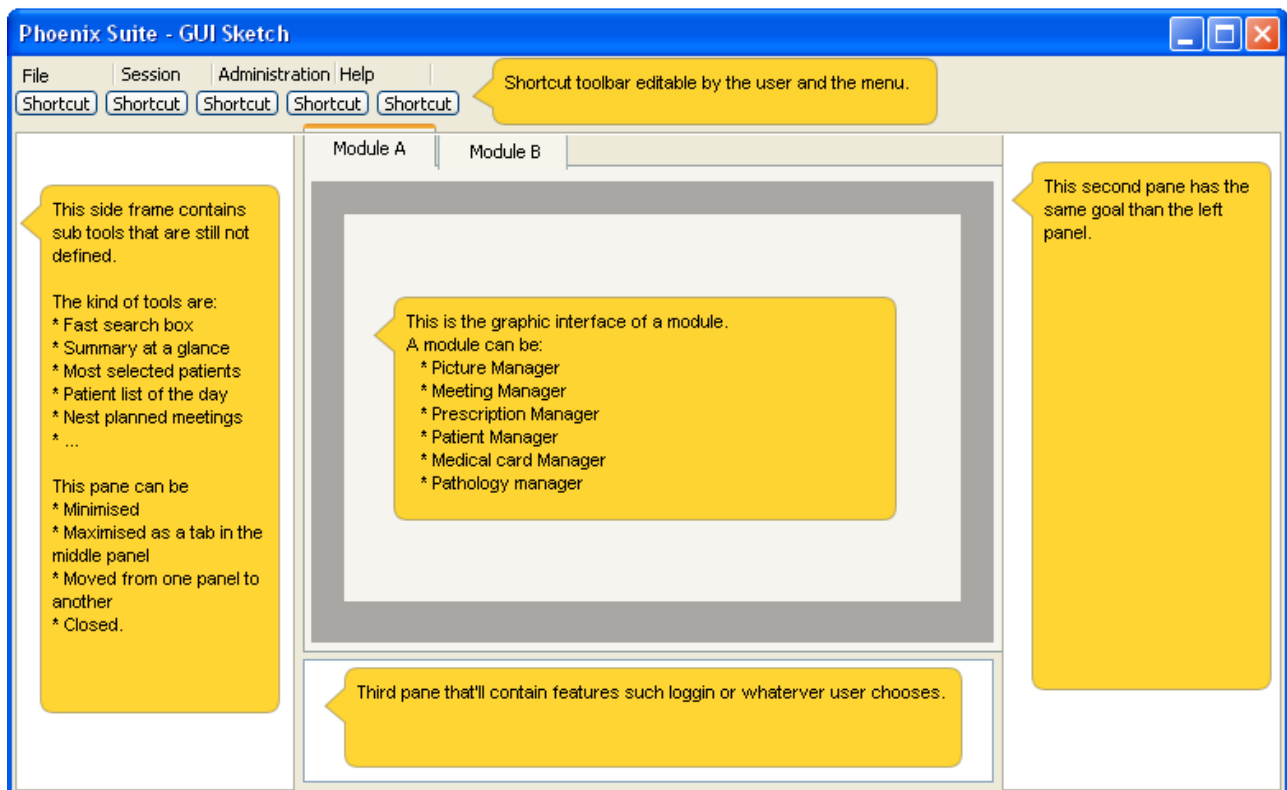 Phoenix Suite - GUI Sketch
File Session Administration Help
Shortcut Shortcut Shortcut Shortcut Shortcut
Shortcut toolbar editable by the user and the menu.
Module A Module B
This side frame contains
sub tools that are still not
defined.
The kind of tools are:
* Fast search box
* Summary at a glance
* Most selected patients
* Patient list of the day
* Nest planned meetings
* ...
This pane can be
* Minimised
* Maximised as a tab in the
middle panel
* Moved from one panel to
another
* Closed.
This is the graphic interface of a module.
A module can be:
* Picture Manager
* Meeting Manager
* Prescription Manager
* Patient Manager
* Medical card Manager
* Pathology manager
This second pane has the
same goal than the left
panel.
Third pane that'll contain features such loggin or whaterver user chooses.